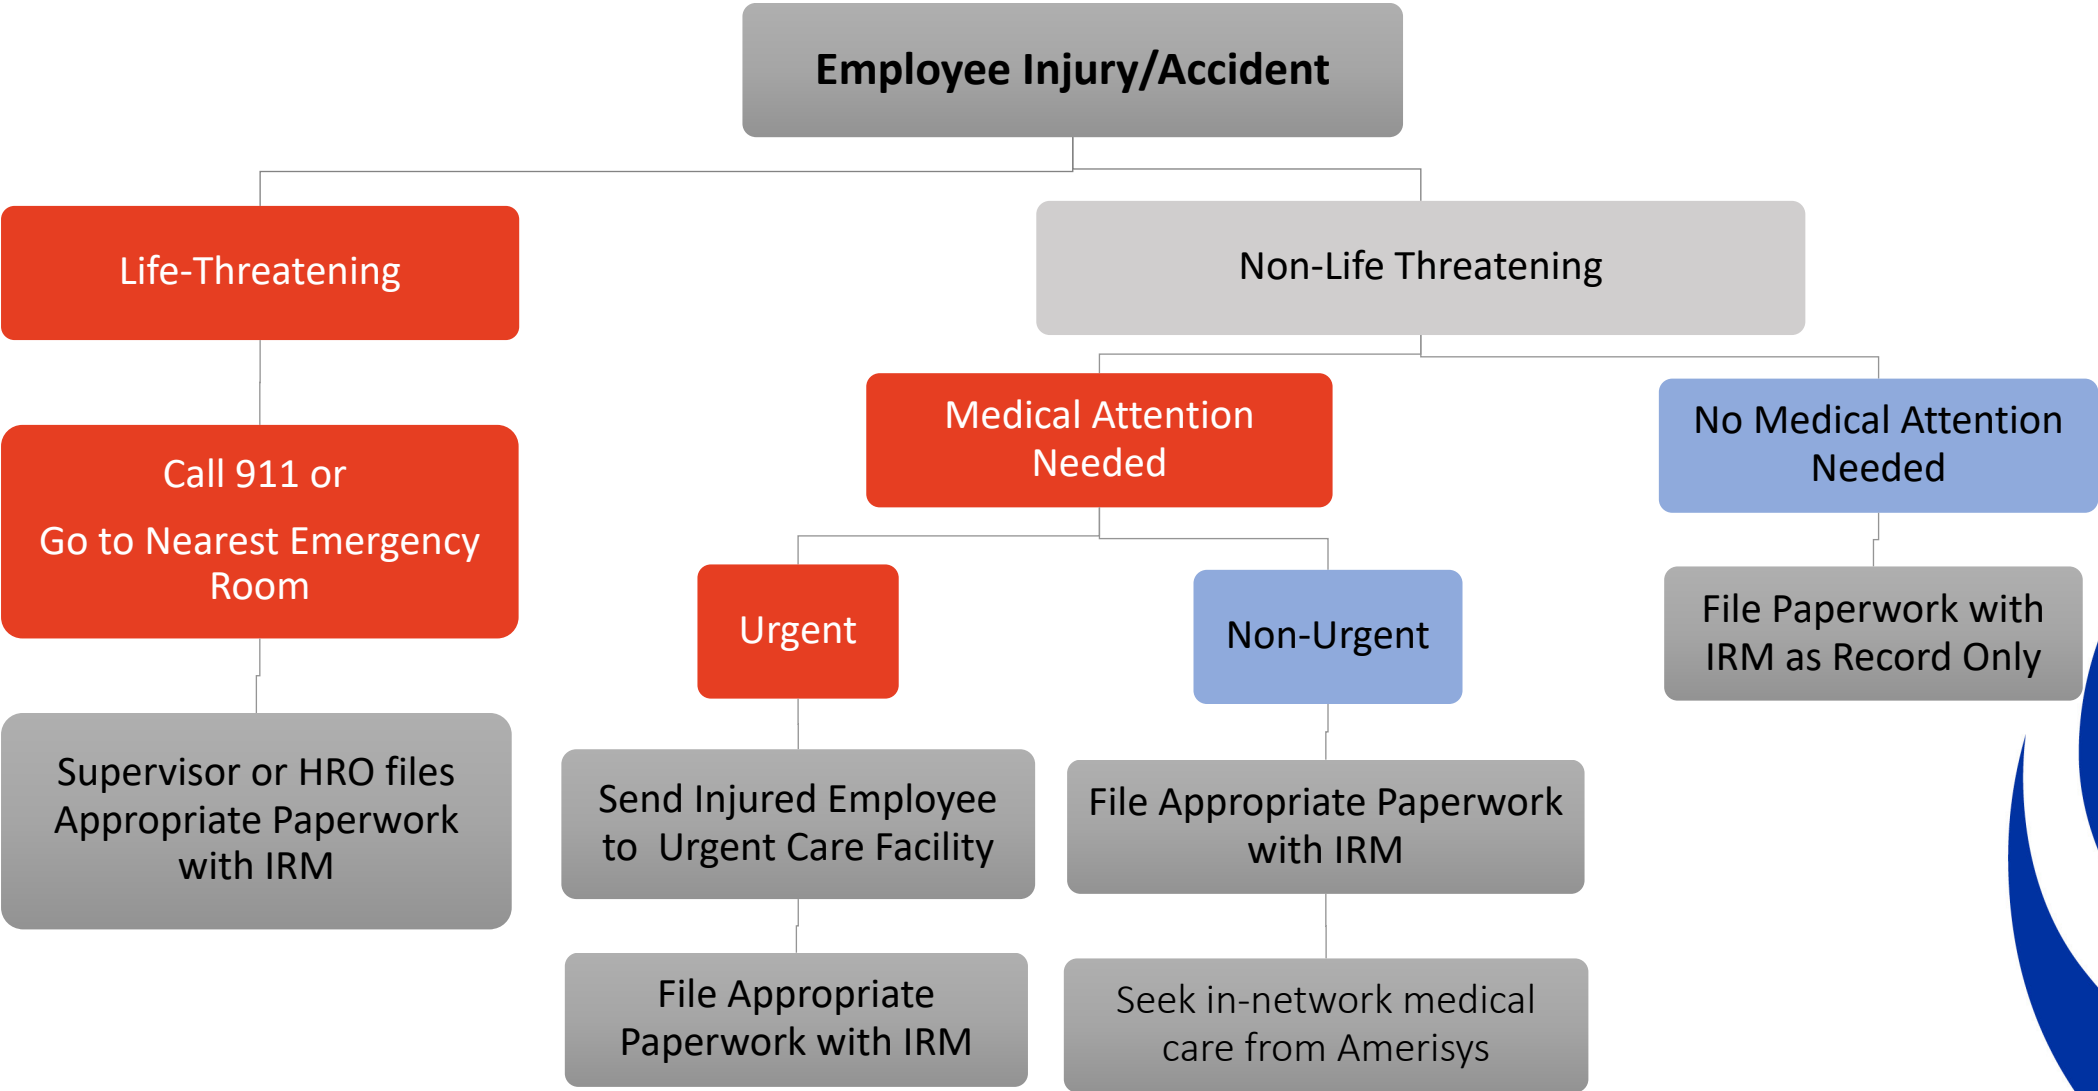 Employee Injury/Accident
Life-Threatening
Non-Life Threatening
Call 911 or
Go to Nearest Emergency
Room
Medical Attention
Needed
No Medical Attention
Needed
Urgent
Non-Urgent
File Paperwork with
IRM as Record Only
Supervisor or HRO files
Appropriate Paperwork
with IRM
Send Injured Employee
to Urgent Care Facility
File Appropriate Paperwork
with IRM
File Appropriate
Paperwork with IRM
Seek in-network medical
care from Amerisys